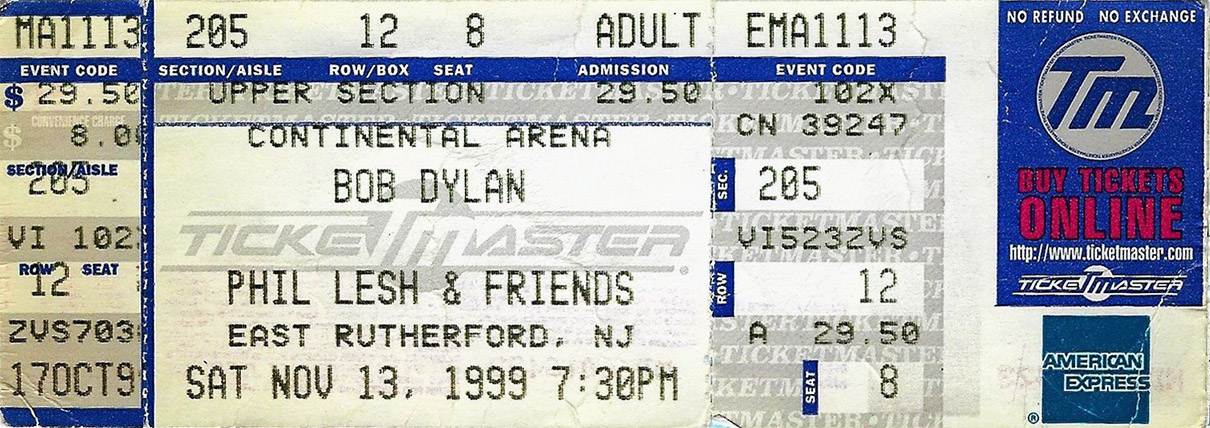 MA1113 205 12 8 ADULT EMA1113
EVENT CODE SECTION/AISLE ROW/BOX SEAT ADMISSION EVENT CODE
$ 29.50 UPPER SECTION 29.50 102X
CONVENIENCE CHARGE
$ 8.00
CONTINENTAL ARENA
CN 39247
SECTION/AISLE
205
BOB DYLAN
SEC. 205
TICKETMASTER
VI 102X
VI523ZVS
ROW SEAT
12
PHIL LESH & FRIENDS
ROW 12
ZVS703
EAST RUTHERFORD, NJ
A 29.50
17OCT9
SAT NOV 13, 1999 7:30PM
SEAT 8
NO REFUND NO EXCHANGE
TM
BUY TICKETS
ONLINE
http://www.ticketmaster.com
TICKETMASTER
AMERICAN
EXPRESS
®